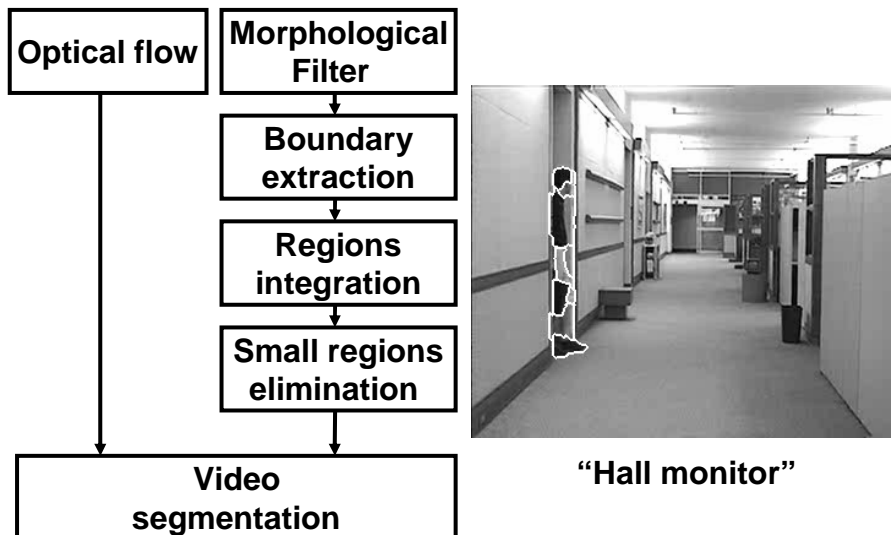 Optical flow
Morphological
Filter
Boundary
extraction
Regions
integration
Small regions
elimination
Video
segmentation
“Hall monitor”